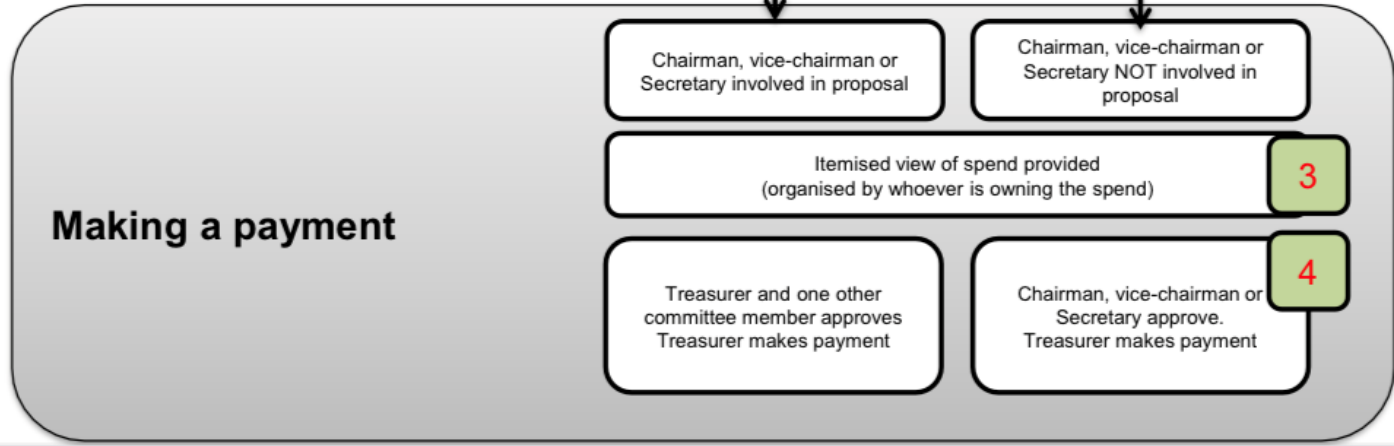 Chairman, vice-chairman or
Secretary involved in proposal
Chairman, vice-chairman or
Secretary NOT involved in
proposal
Itemised view of spend provided
(organised by whoever is owning the spend)
3
Making a payment
Treasurer and one other
committee member approves
Treasurer makes payment
Chairman, vice-chairman or
Secretary approve.
Treasurer makes payment
4